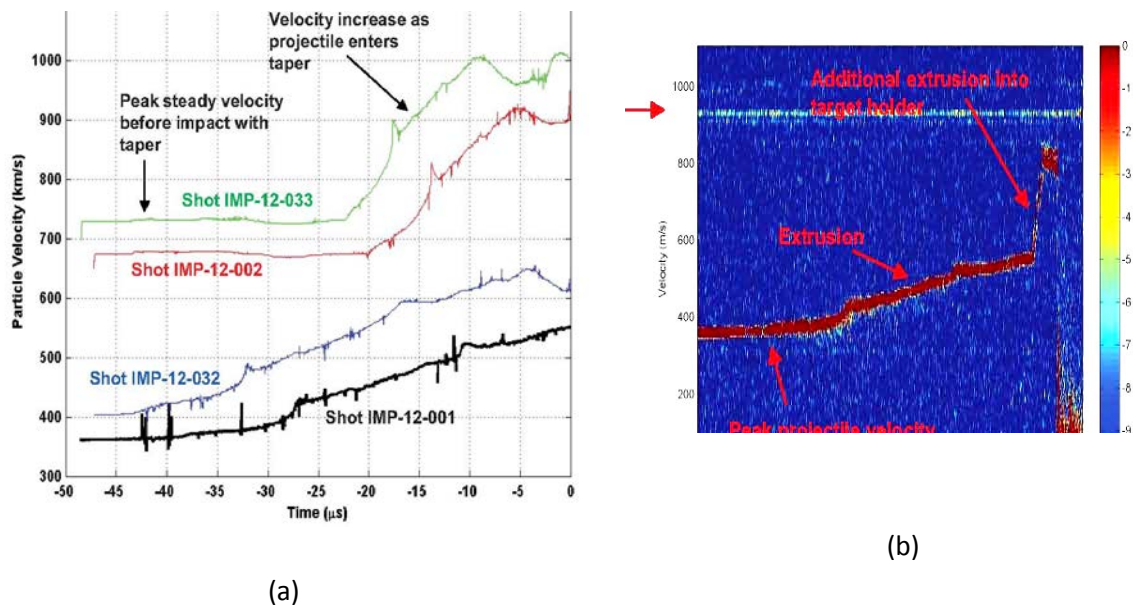 Velocity increase as
projectile enters
taper
Peak steady velocity
before impact with
taper
Shot IMP-12-033
Shot IMP-12-002
Shot IMP-12-032
Shot IMP-12-001
Particle Velocity (km/s)
1000
900
800
700
600
500
400
300
-50
-45
-40
-35
-30
-25
-20
-15
-10
-5
0
Time (μs)
(a)
Additional extrusion into
target holder
Extrusion
Peak projectile velocity
Velocity (m/s)
1000
800
600
400
200
0
-1
-2
-3
-4
-5
-6
-7
-8
-9
(b)